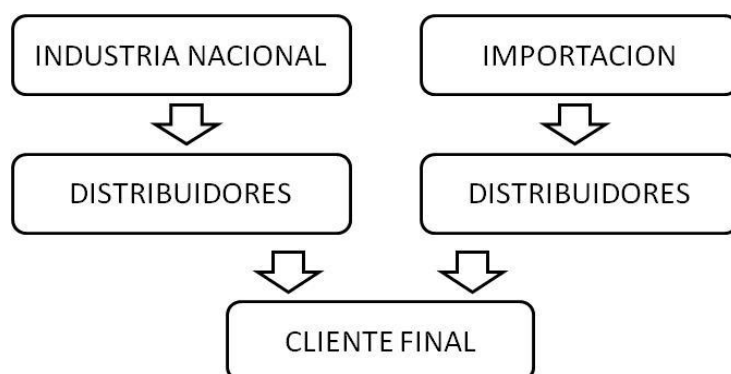 INDUSTRIA NACIONAL
IMPORTACION
DISTRIBUIDORES
DISTRIBUIDORES
CLIENTE FINAL